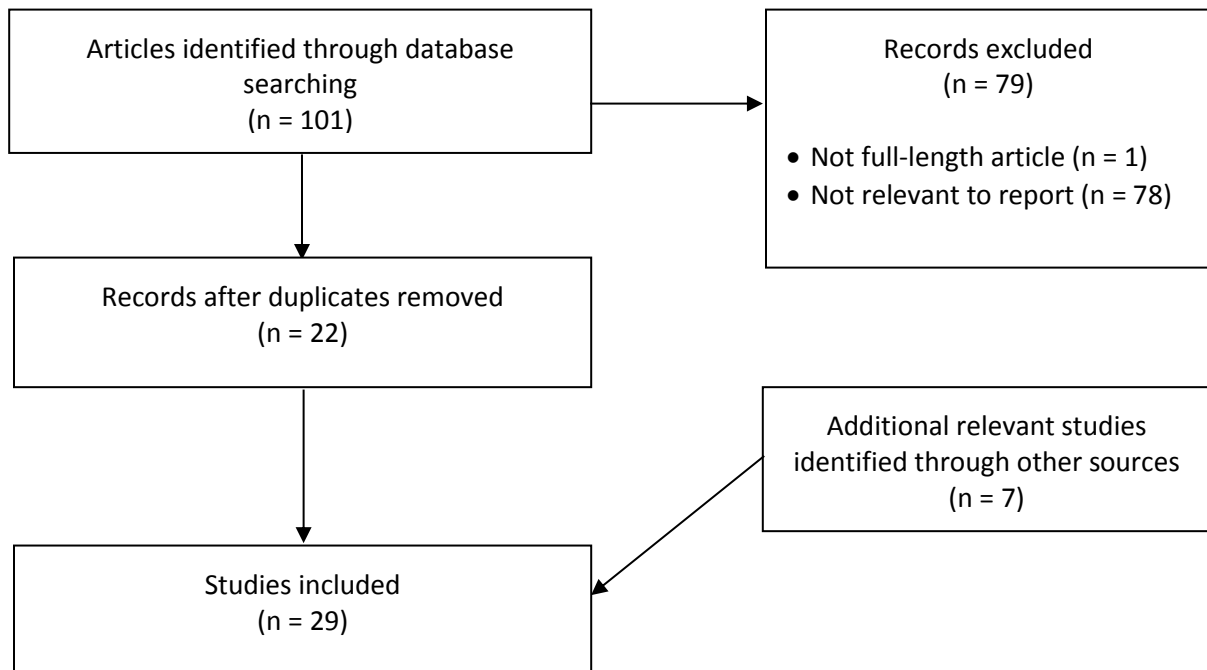 Articles identified through database
searching
(n = 101)
Records excluded
(n = 79)
• Not full-length article (n = 1)
• Not relevant to report (n = 78)
Records after duplicates removed
(n = 22)
Additional relevant studies
identified through other sources
(n = 7)
Studies included
(n = 29)